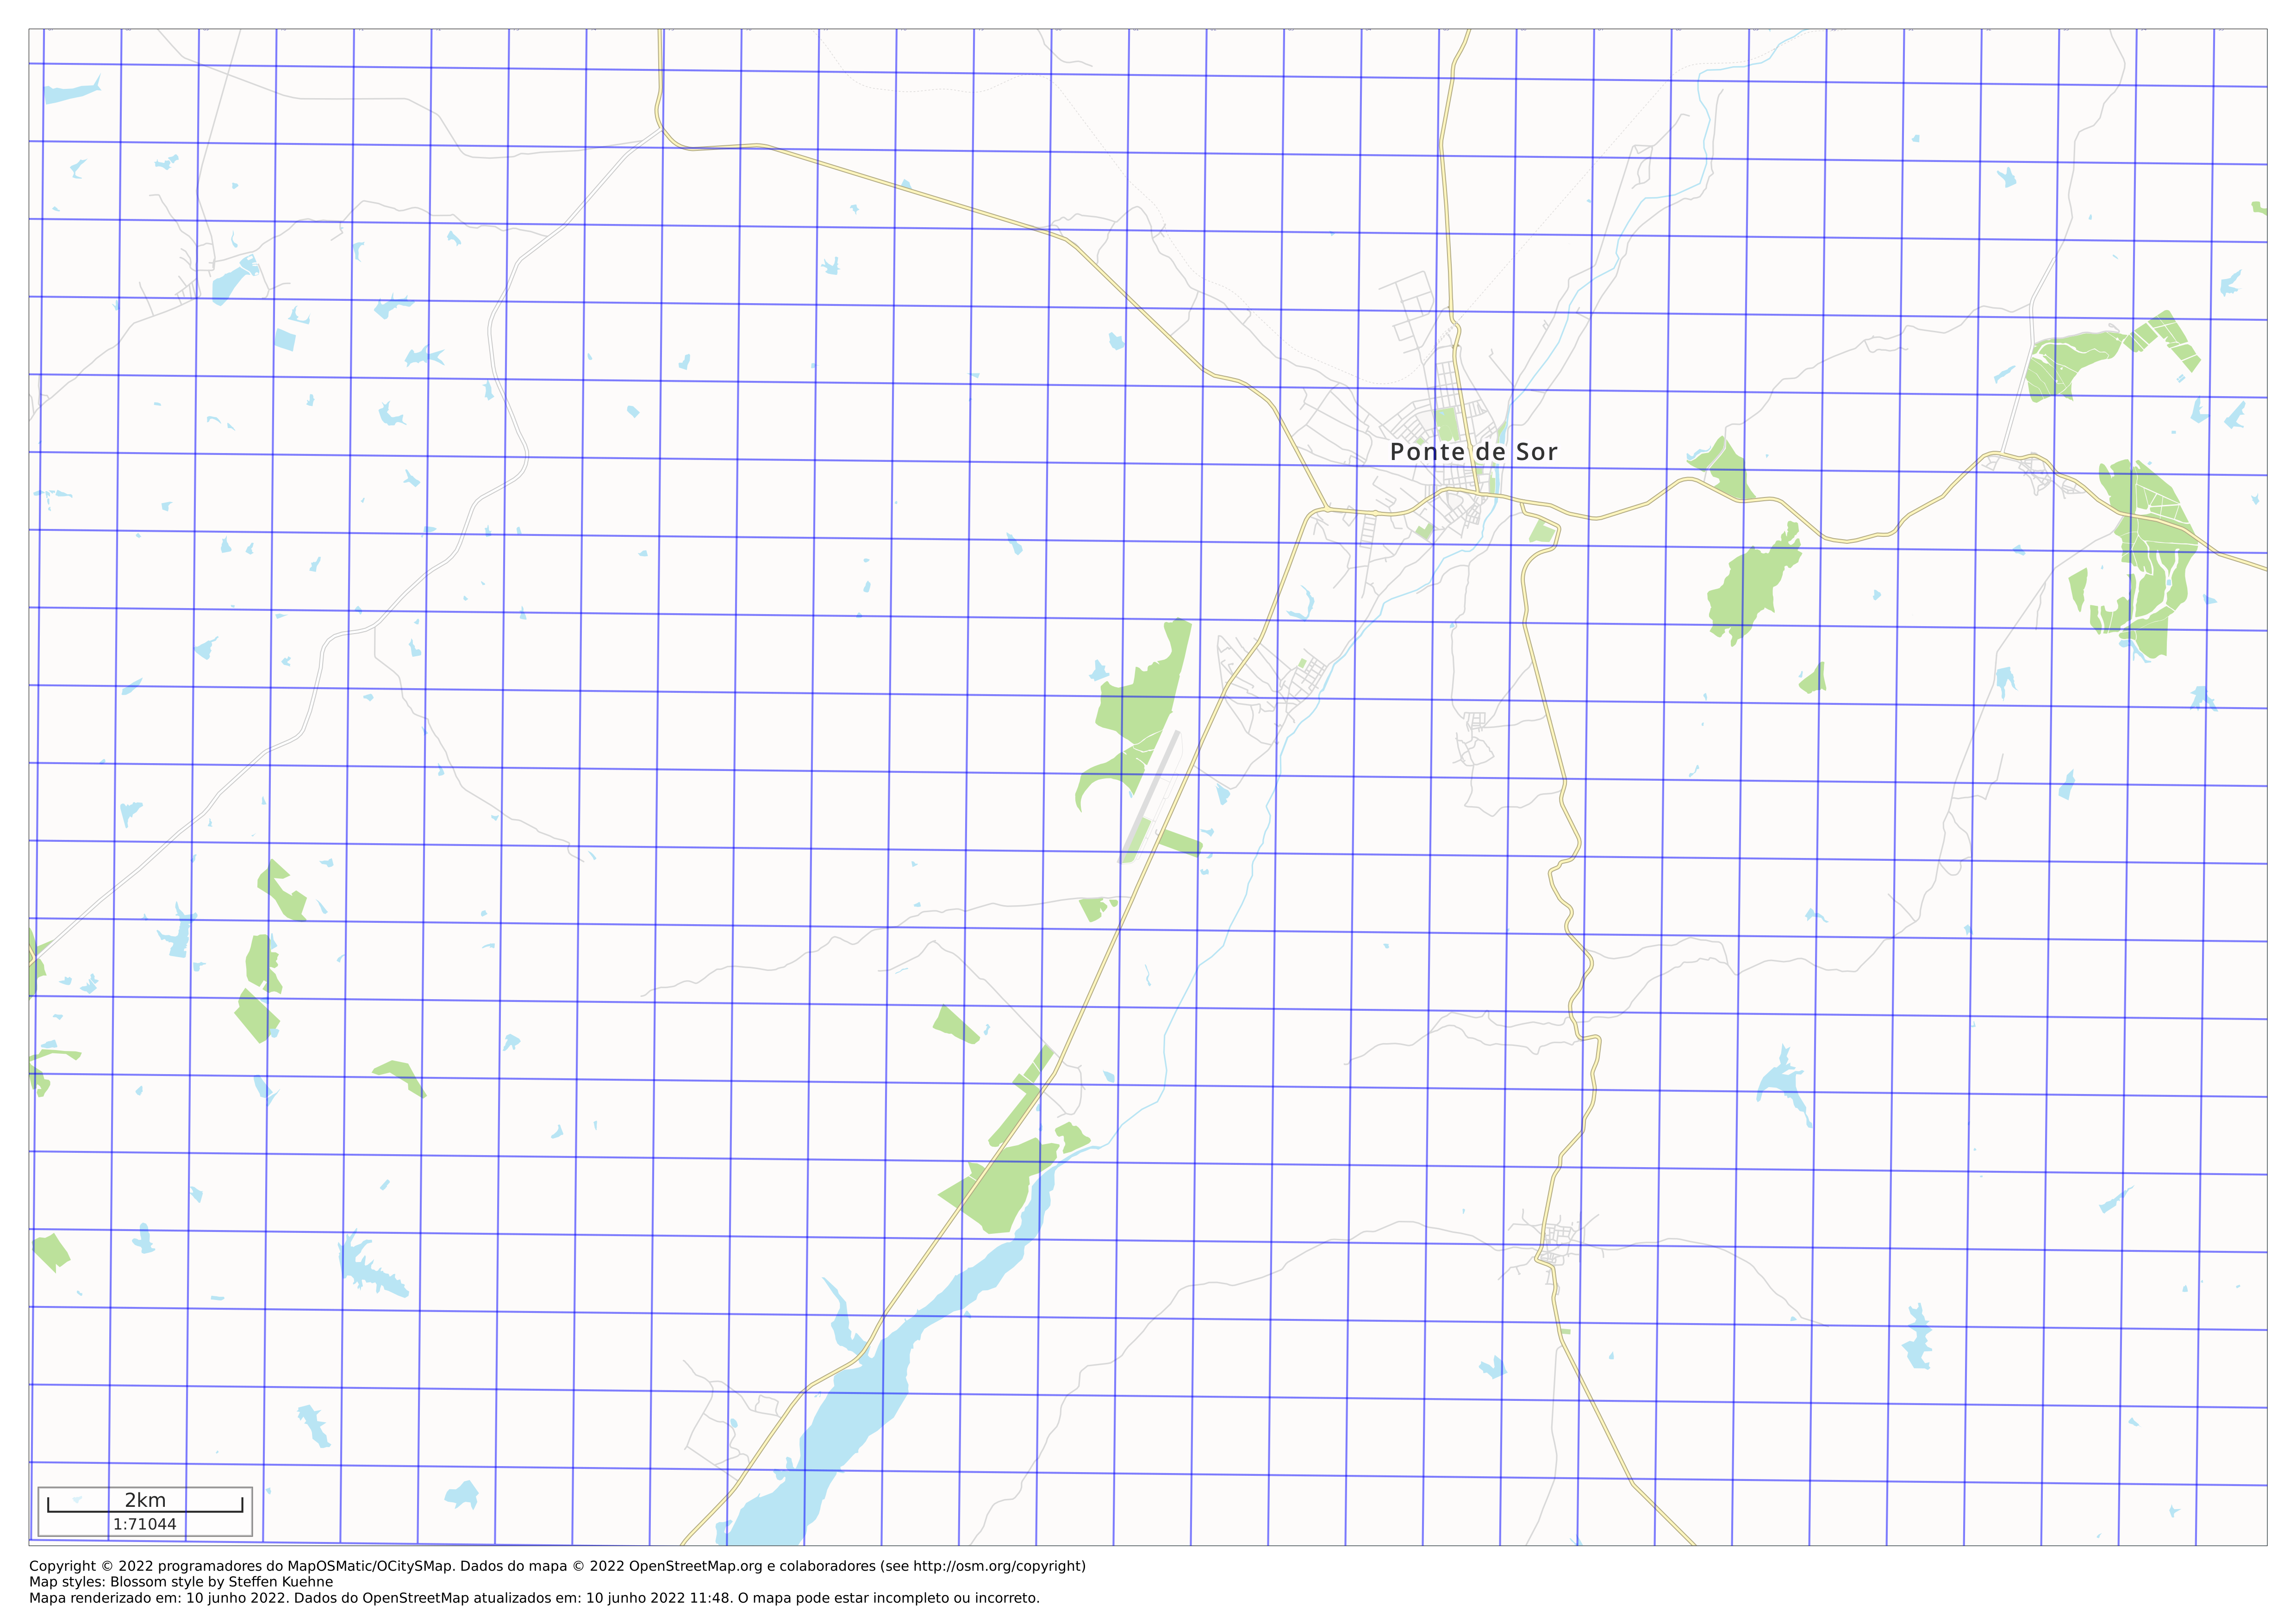 Ponte de Sor
2km
1:71044
Copyright © 2022 programadores do MapOSMatic/OCitySMap. Dados do mapa © 2022 OpenStreetMap.org e colaboradores (see http://osm.org/copyright)
Map styles: Blossom style by Steffen Kuehne
Mapa renderizado em: 10 junho 2022. Dados do OpenStreetMap atualizados em: 10 junho 2022 11:48. O mapa pode estar incompleto ou incorreto.